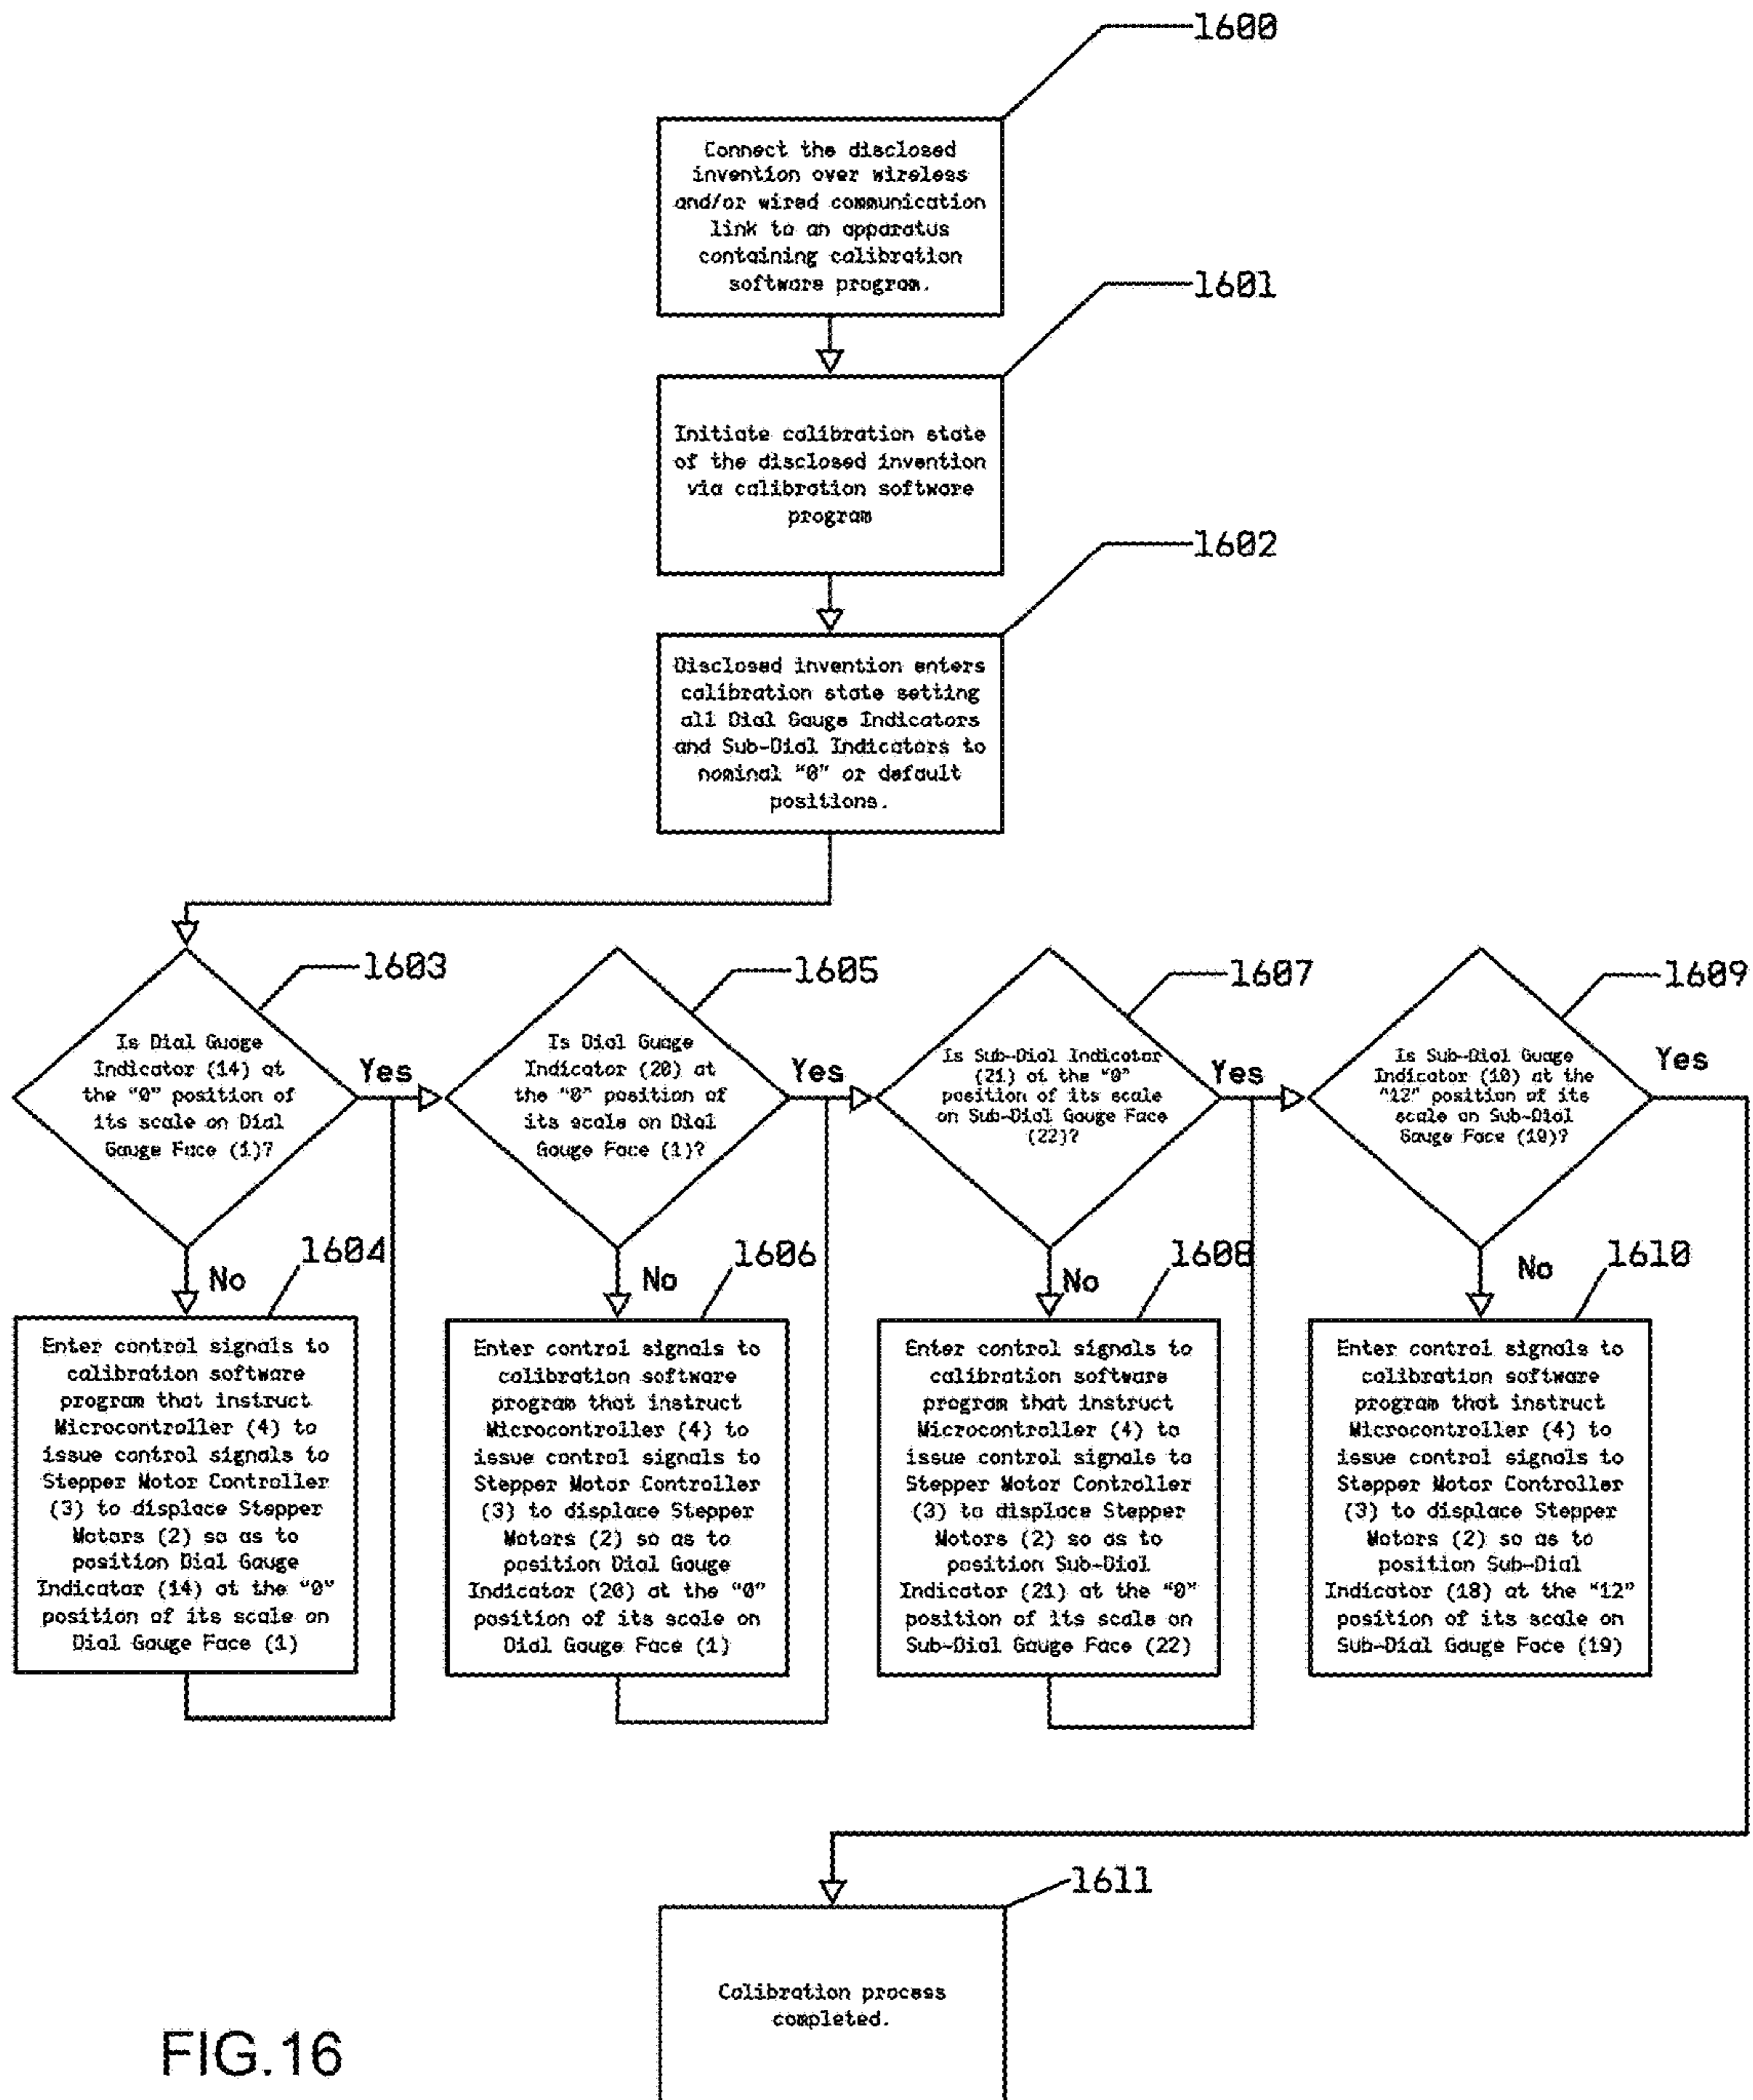 1600
Connect the disclosed
invention over wireless
and/or wired communication
link to an apparatus
containing calibration
software program.
1601
Initiate calibration state
of the disclosed invention
via calibration software
program
1602
Disclosed invention enters
calibration state setting
all Dial Gauge Indicators
and Sub-Dial Indicators to
nominal "0" or default
positions.
1603
Is Dial Guage
Indicator (14) at
the "0" position of
its scale on Dial
Gauge Face (1)?
Yes
1605
Is Dial Guage
Indicator (20) at
the "0" position of
its scale on Dial
Gauge Face (1)?
Yes
1607
Is Sub-Dial Indicator
(21) at the "0"
position of its scale
on Sub-Dial Gauge Face
(22)?
Yes
1609
Is Sub-Dial Guage
Indicator (18) at the
"12" position of its
scale on Sub-Dial
Gauge Face (19)?
Yes
No
1604
Enter control signals to
calibration software
program that instruct
Microcontroller (4) to
issue control signals to
Stepper Motor Controller
(3) to displace Stepper
Motors (2) so as to
position Dial Gauge
Indicator (14) at the "0"
position of its scale on
Dial Gauge Face (1)
No
1606
Enter control signals to
calibration software
program that instruct
Microcontroller (4) to
issue control signals to
Stepper Motor Controller
(3) to displace Stepper
Motors (2) so as to
position Dial Gauge
Indicator (20) at the "0"
position of its scale on
Dial Gauge Face (1)
No
1608
Enter control signals to
calibration software
program that instruct
Microcontroller (4) to
issue control signals to
Stepper Motor Controller
(3) to displace Stepper
Motors (2) so as to
position Sub-Dial
Indicator (21) at the "0"
position of its scale on
Sub-Dial Gauge Face (22)
No
1610
Enter control signals to
calibration software
program that instruct
Microcontroller (4) to
issue control signals to
Stepper Motor Controller
(3) to displace Stepper
Motors (2) so as to
position Sub-Dial
Indicator (18) at the "12"
position of its scale on
Sub-Dial Gauge Face (19)
1611
Calibration process
completed.
FIG.16